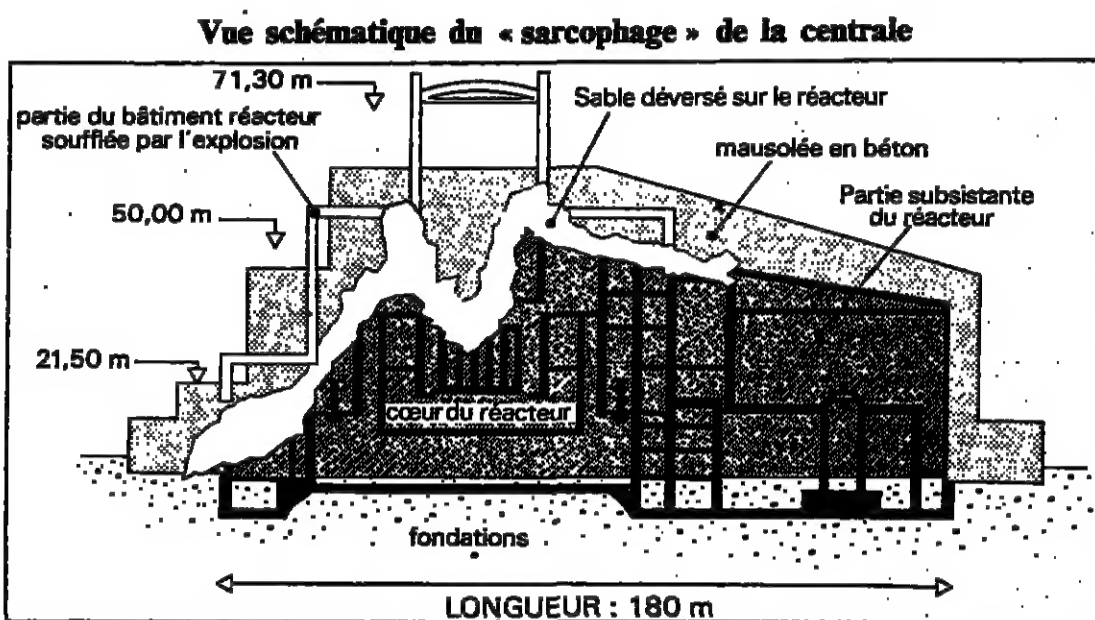 Vue schématique du « sarcophage » de la centrale
71,30 m
partie du bâtiment réacteur
soufflée par l'explosion
Sable déversé sur le réacteur
mausolée en béton
Partie subsistante
du réacteur
50,00 m
21,50 m
cœur du réacteur
fondations
LONGUEUR : 180 m